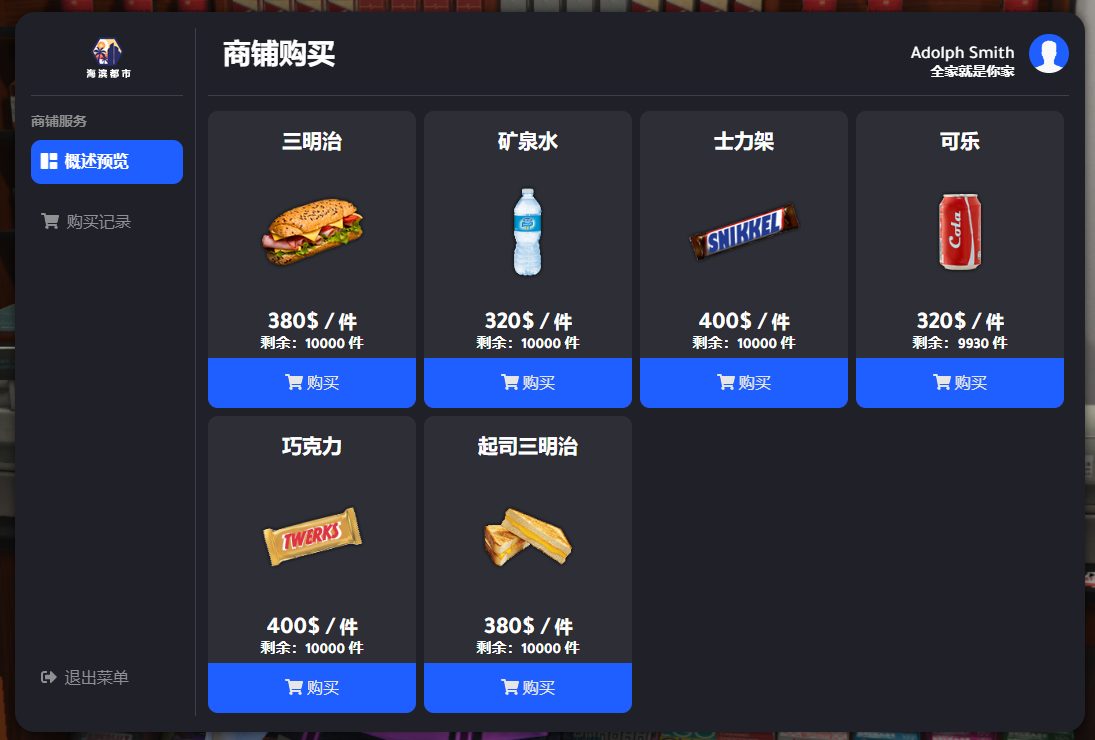 海滨都市
商铺服务
概述预览
购买记录
退出菜单
商铺购买
Adolph Smith
全家就是你家
三明治
380$ / 件
剩余：10000 件
购买
矿泉水
320$ / 件
剩余：10000 件
购买
士力架
SNIKKEL
400$ / 件
剩余：10000 件
购买
可乐
Cola
320$ / 件
剩余：9930 件
购买
巧克力
TWERKS
400$ / 件
剩余：10000 件
购买
起司三明治
380$ / 件
剩余：10000 件
购买